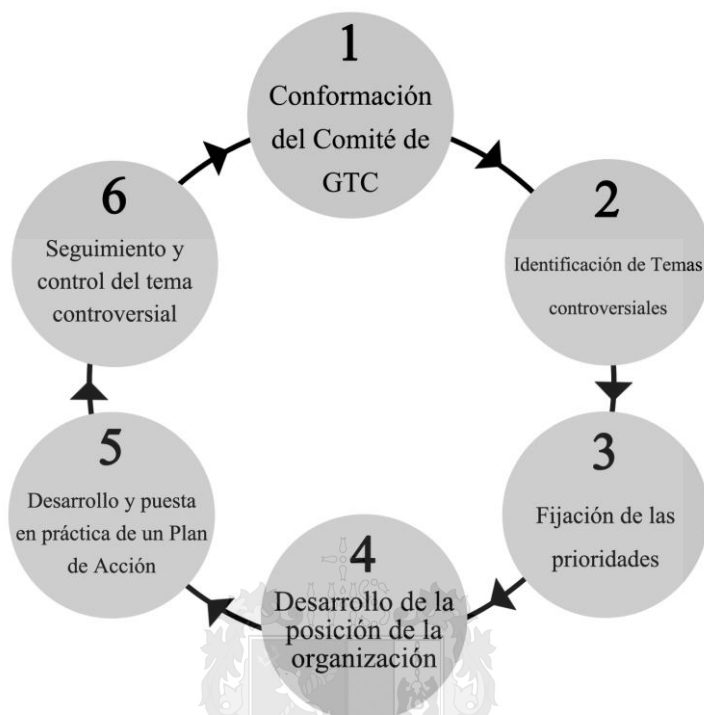 1
Conformación
del Comité de
GTC
2
Identificación de Temas
controversiales
3
Fijación de las
prioridades
4
Desarrollo de la
posición de la
organización
5
Desarrollo y puesta
en práctica de un Plan
de Acción
6
Seguimiento y
control del tema
controversial